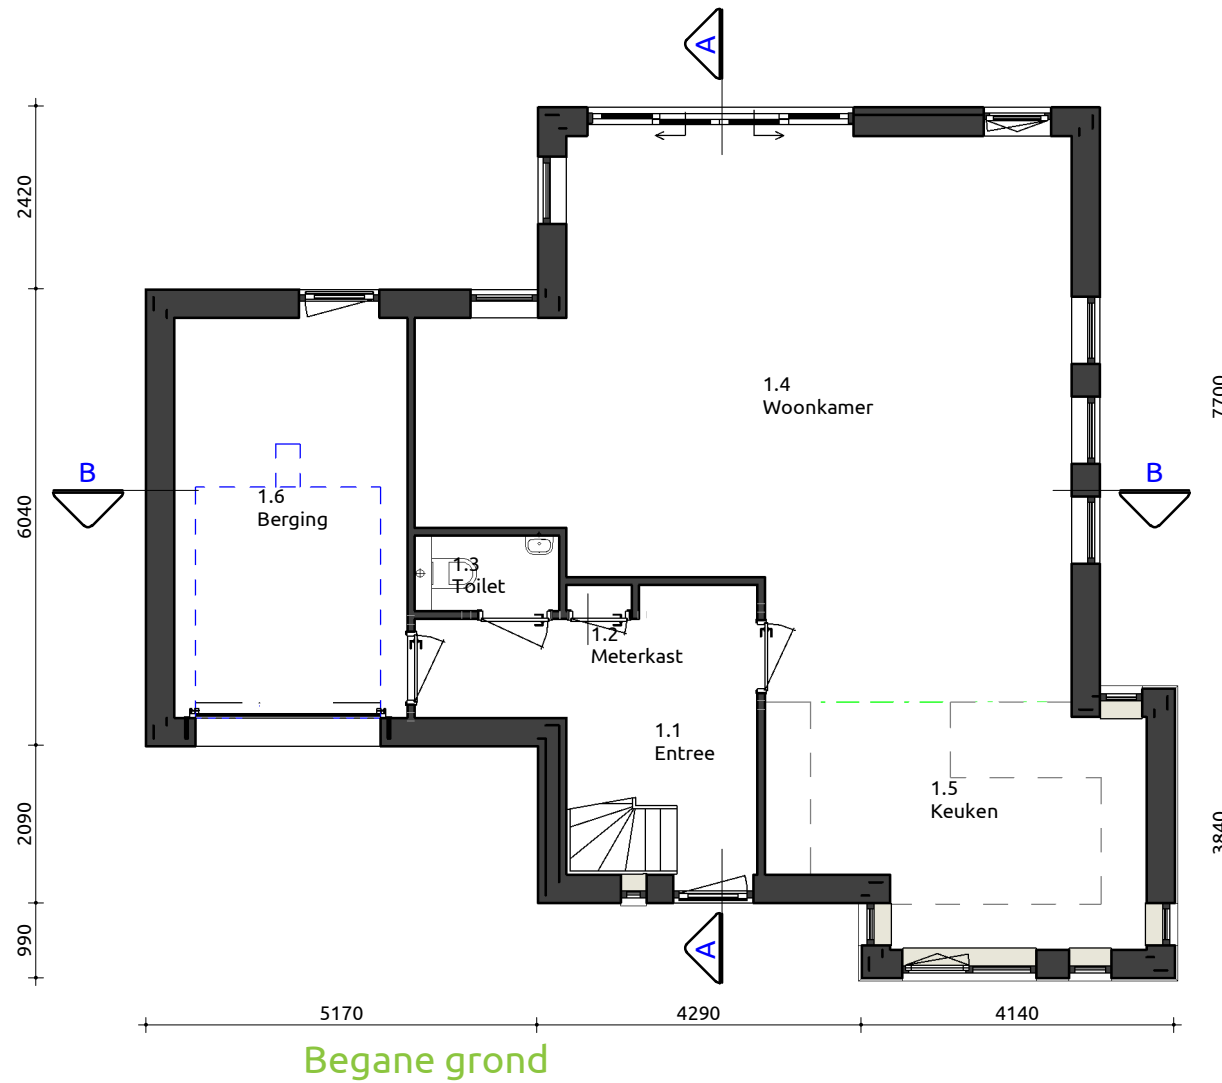 A
2420
1.4
Woonkamer
7700
B
B
1.6
Berging
6040
1.3
Toilet
1.2
Meterkast
1.1
Entree
1.5
Keuken
2090
3840
990
A
5170
4290
4140
Begane grond